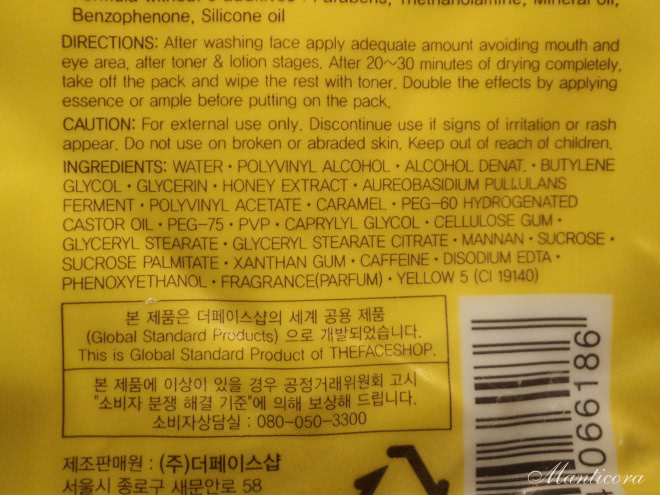 Formula without 5 additives : Parabens, Triethanolamine, Mineral oil,
Benzophenone, Silicone oil
DIRECTIONS: After washing face apply adequate amount avoiding mouth and
eye area, after toner & lotion stages. After 20~30 minutes of drying completely,
take off the pack and wipe the rest with toner. Double the effects by applying
essence or ample before putting on the pack.
CAUTION: For external use only. Discontinue use if signs of irritation or rash
appear. Do not use on broken or abraded skin. Keep out of reach of children.
INGREDIENTS: WATER • POLYVINYL ALCOHOL • ALCOHOL DENAT. • BUTYLENE
GLYCOL • GLYCERIN • HONEY EXTRACT • AUREOBASIDIUM PULLULANS
FERMENT • POLYVINYL ACETATE • CARAMEL • PEG-60 HYDROGENATED
CASTOR OIL • PEG-75 • PVP • CAPRYLYL GLYCOL • CELLULOSE GUM •
GLYCERYL STEARATE • GLYCERYL STEARATE CITRATE • MANNAN • SUCROSE •
SUCROSE PALMITATE • XANTHAN GUM • CAFFEINE • DISODIUM EDTA •
PHENOXYETHANOL • FRAGRANCE(PARFUM) • YELLOW 5 (CI 19140)
본 제품은 더페이스샵의 세계 공용 제품
(Global Standard Products) 으로 개발되었습니다.
This is Global Standard Product of THEFACESHOP.
본 제품에 이상이 있을 경우 공정거래위원회 고시
"소비자 분쟁 해결 기준"에 의해 보상해 드립니다.
소비자상담실 : 080-050-3300
제조판매원 : (주)더페이스샵
서울시 종로구 새문안로 58
066186
Manticora